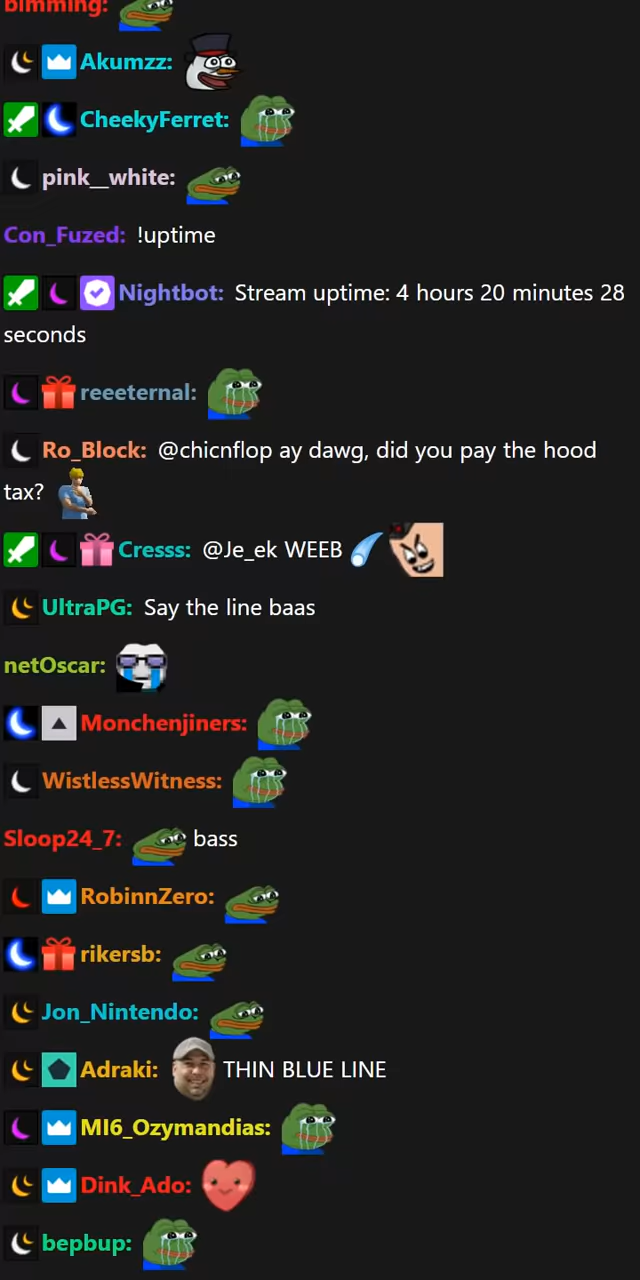 bimming:
Akumzz:
CheekyFerret:
pink__white:
Con_Fuzed: !uptime
Nightbot: Stream uptime: 4 hours 20 minutes 28
seconds
reeeternal:
Ro_Block: @chicnflop ay dawg, did you pay the hood
tax?
Cresss: @Je_ek WEEB
UltraPG: Say the line baas
netOscar:
Monchenjiners:
WistlessWitness:
Sloop24_7: bass
RobinnZero:
rikersb:
Jon_Nintendo:
Adraki: THIN BLUE LINE
MI6_Ozymandias:
Dink_Ado:
bepbup: